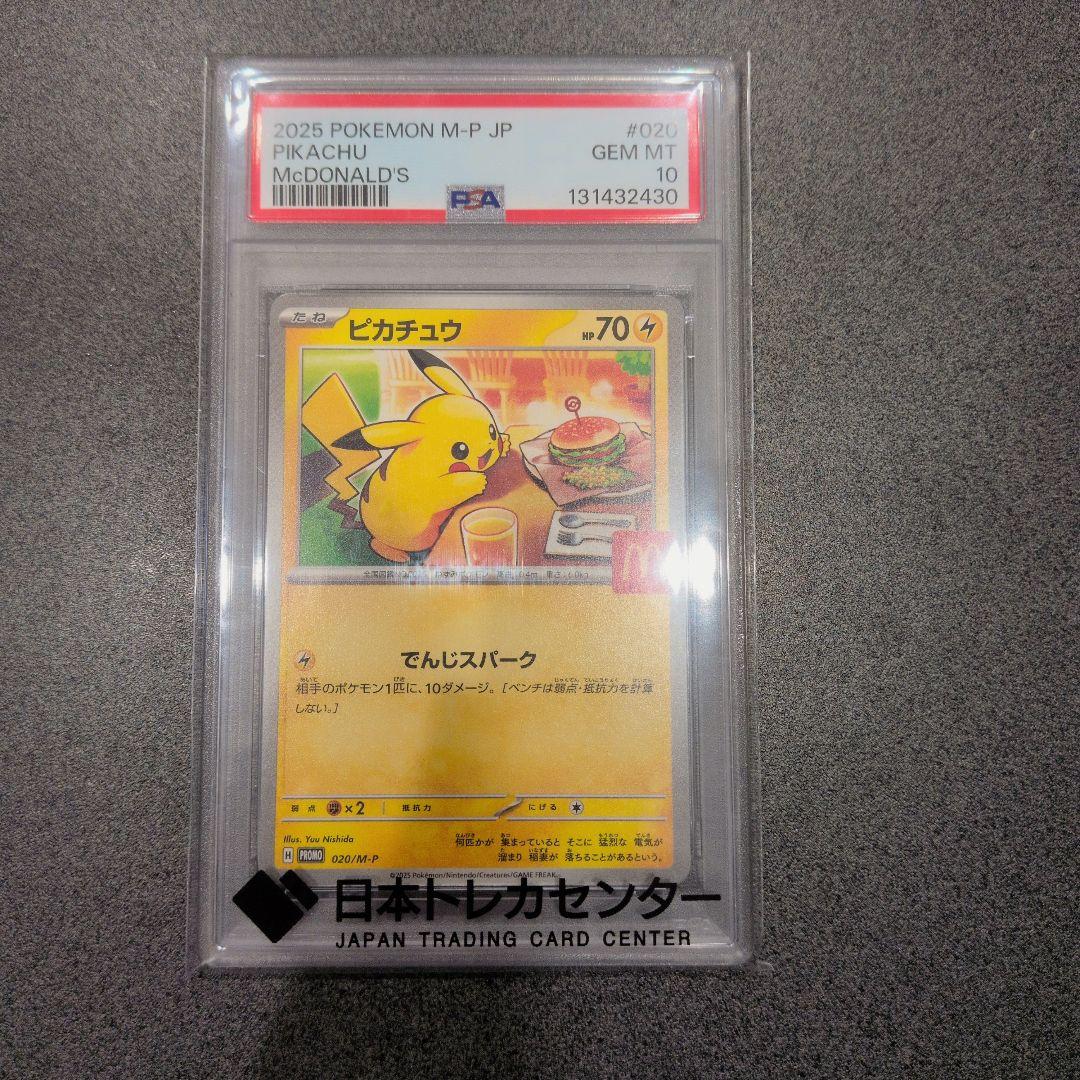 2025 POKEMON M-P JP #020
PIKACHU GEM MT
McDONALD'S 10
PSA 131432430
たね ピカチュウ HP70
でんじスパーク
相手のポケモン1匹に、10ダメージ。[ベンチは弱点・抵抗力を計算
しない。]
弱点 ×2 抵抗力 にげる
Illus. Yuu Nishida
何匹かが 集まっていると そこに 猛烈な 電気が
溜まり 稲妻が 落ちることがあるという。
H PROMO 020/M-P
©2025 Pokémon/Nintendo/Creatures/GAME FREAK.
日本トレカセンター
JAPAN TRADING CARD CENTER